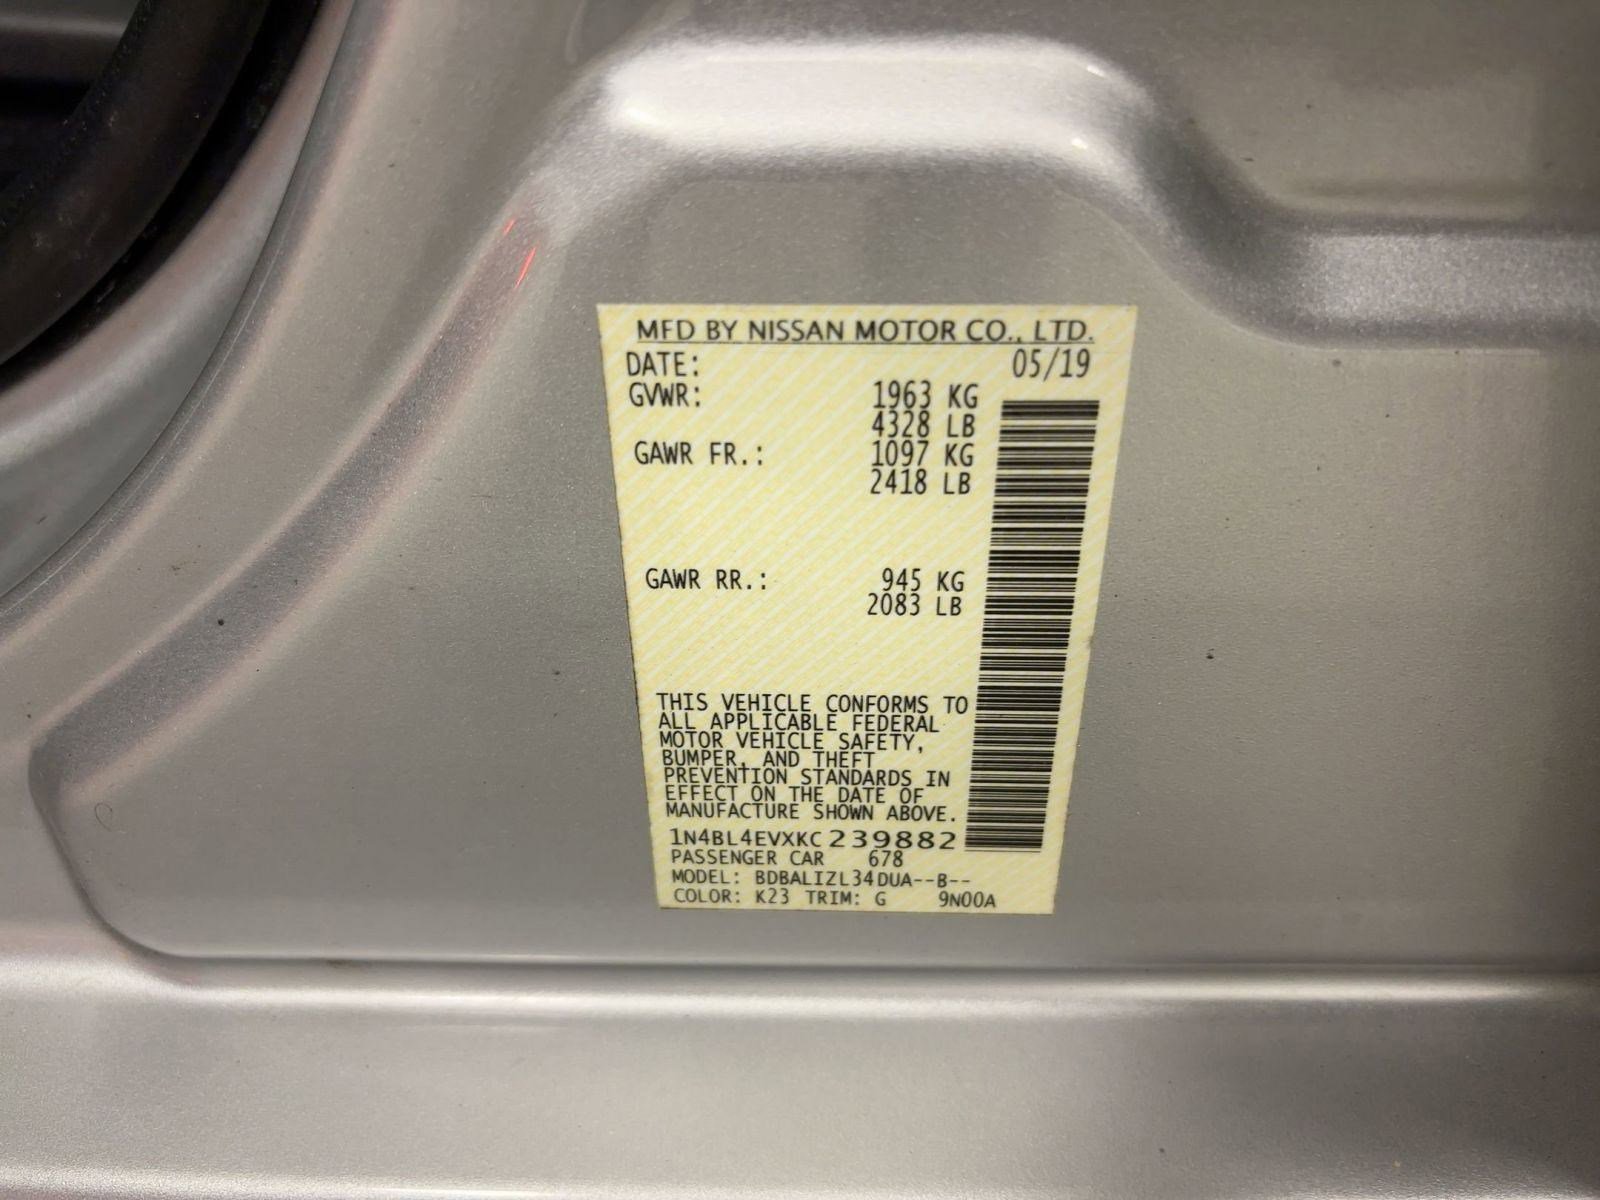 MFD BY NISSAN MOTOR CO., LTD.
DATE: 05/19
GVWR: 1963 KG
4328 LB
GAWR FR.: 1097 KG
2418 LB
GAWR RR.: 945 KG
2083 LB
THIS VEHICLE CONFORMS TO
ALL APPLICABLE FEDERAL
MOTOR VEHICLE SAFETY,
BUMPER, AND THEFT
PREVENTION STANDARDS IN
EFFECT ON THE DATE OF
MANUFACTURE SHOWN ABOVE.
1N4BL4EVXKC239882
PASSENGER CAR 678
MODEL: BDBALIZL34DUA--B--
COLOR: K23 TRIM: G 9N00A